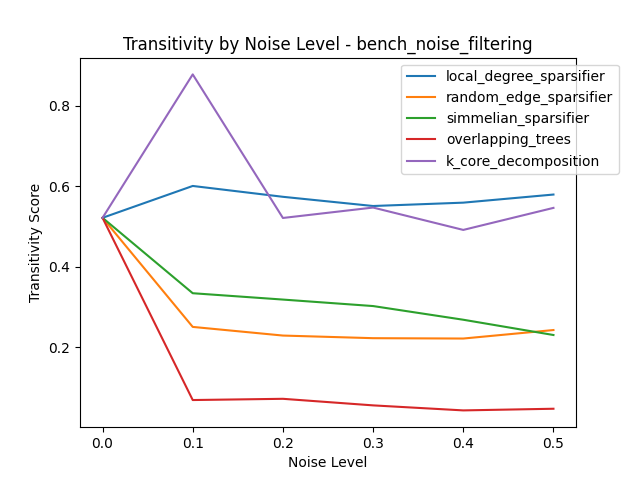 Transitivity by Noise Level - bench_noise_filtering
local_degree_sparsifier
random_edge_sparsifier
simmelian_sparsifier
overlapping_trees
k_core_decomposition
Transitivity Score
0.8
0.6
0.4
0.2
0.0 0.1 0.2 0.3 0.4 0.5
Noise Level